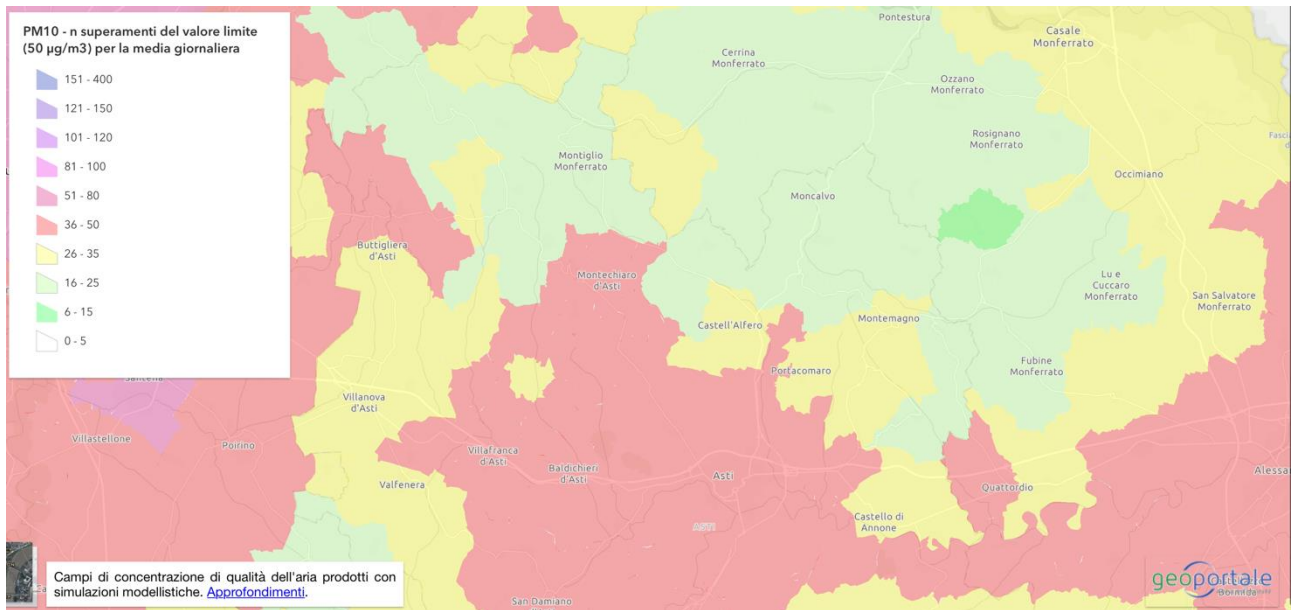 PM10 - n superamenti del valore limite
(50 µg/m3) per la media giornaliera
151 - 400
121 - 150
101 - 120
81 - 100
51 - 80
36 - 50
26 - 35
16 - 25
6 - 15
0 - 5
Pontestura
Casale
Monferrato
Cerrina
Monferrato
Ozzano
Monferrato
Rosignano
Monferrato
Montiglio
Monferrato
Occimiano
Moncalvo
Buttigliera
d'Asti
Montechiaro
d'Asti
Lu e
Cuccaro
Monferrato
San Salvatore
Monferrato
Castell'Alfero
Montemagno
Fubine
Monferrato
Portacomaro
Villanova
d'Asti
Villastellone
Poirino
Villafranca
d'Asti
Baldichieri
d'Asti
Asti
Valfenera
Quattordio
Castello di
Annone
ASTI
San Damiano
Campi di concentrazione di qualità dell'aria prodotti con
simulazioni modellistiche. Approfondimenti.
geoportale